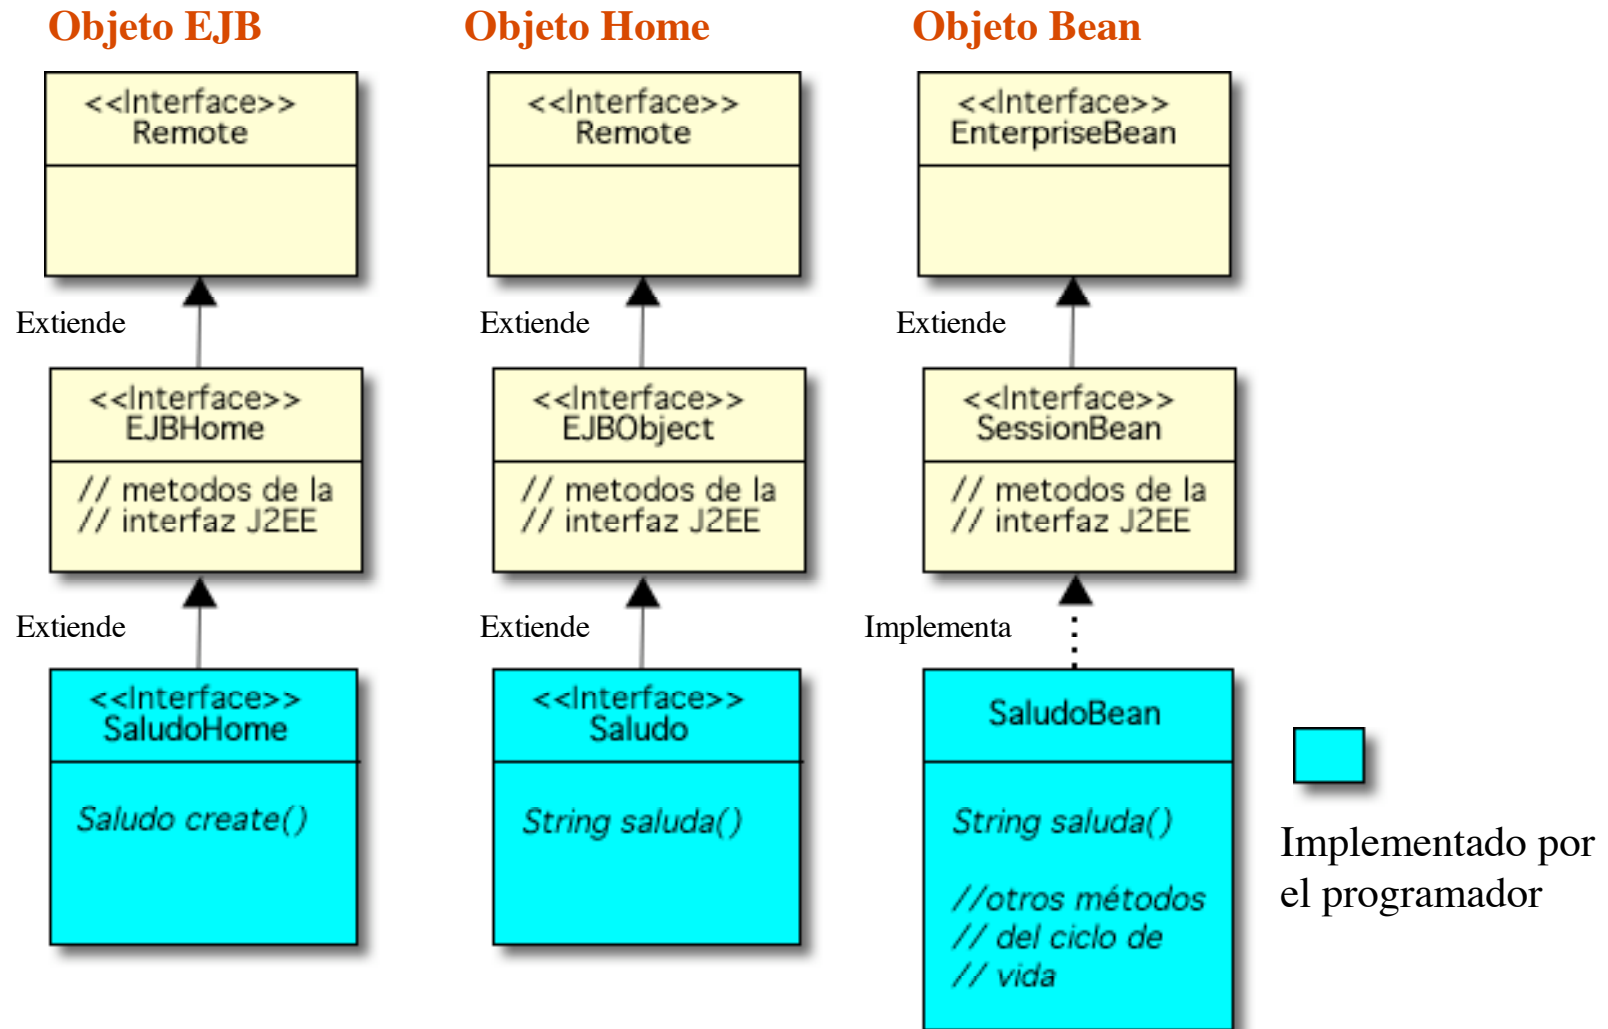 Objeto EJB
Objeto Home
Objeto Bean
<<Interface>>
Remote
<<Interface>>
Remote
<<Interface>>
EnterpriseBean
Extiende
Extiende
Extiende
<<Interface>>
EJBHome
// metodos de la
// interfaz J2EE
<<Interface>>
EJBObject
// metodos de la
// interfaz J2EE
<<Interface>>
SessionBean
// metodos de la
// interfaz J2EE
Extiende
Extiende
Implementa
<<Interface>>
SaludoHome
Saludo create()
<<Interface>>
Saludo
String saluda()
SaludoBean
String saluda()
//otros métodos
// del ciclo de
// vida
Implementado por
el programador